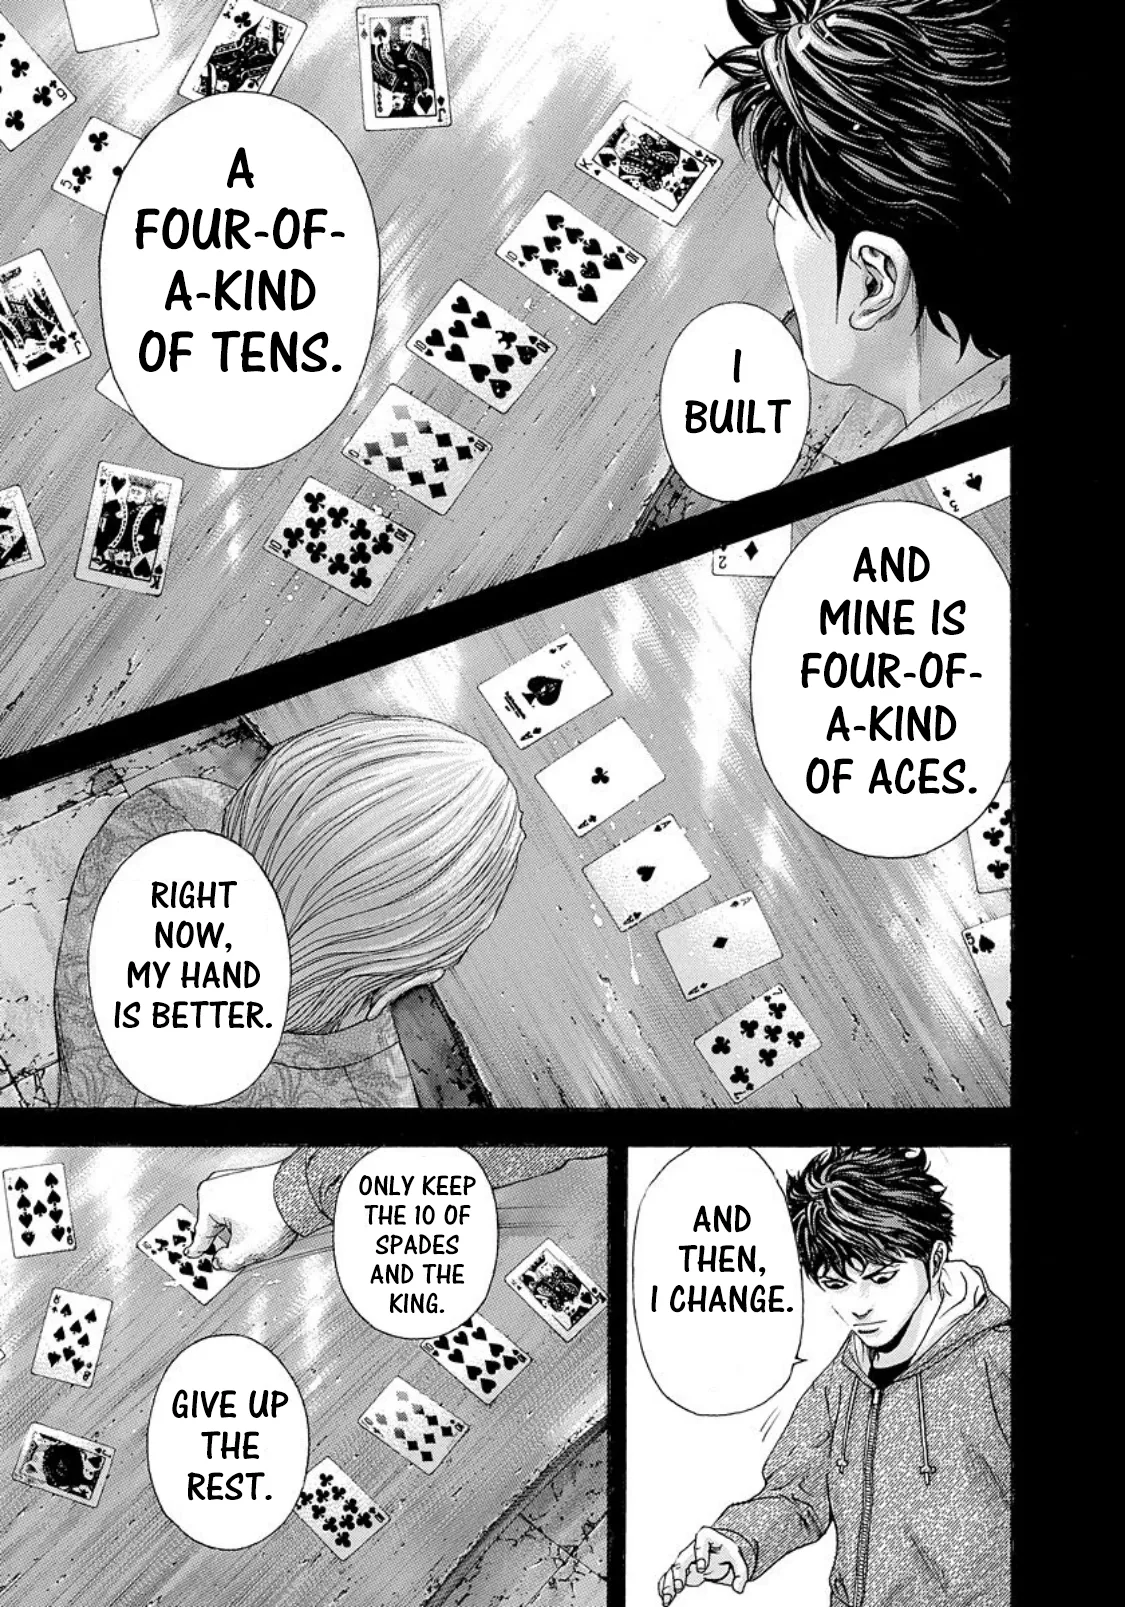 I
BUILT
A
FOUR-OF-
A-KIND
OF TENS.
AND
MINE IS
FOUR-OF-
A-KIND
OF ACES.
RIGHT
NOW,
MY HAND
IS BETTER.
AND
THEN,
I CHANGE.
ONLY KEEP
THE 10 OF
SPADES
AND THE
KING.
GIVE UP
THE
REST.